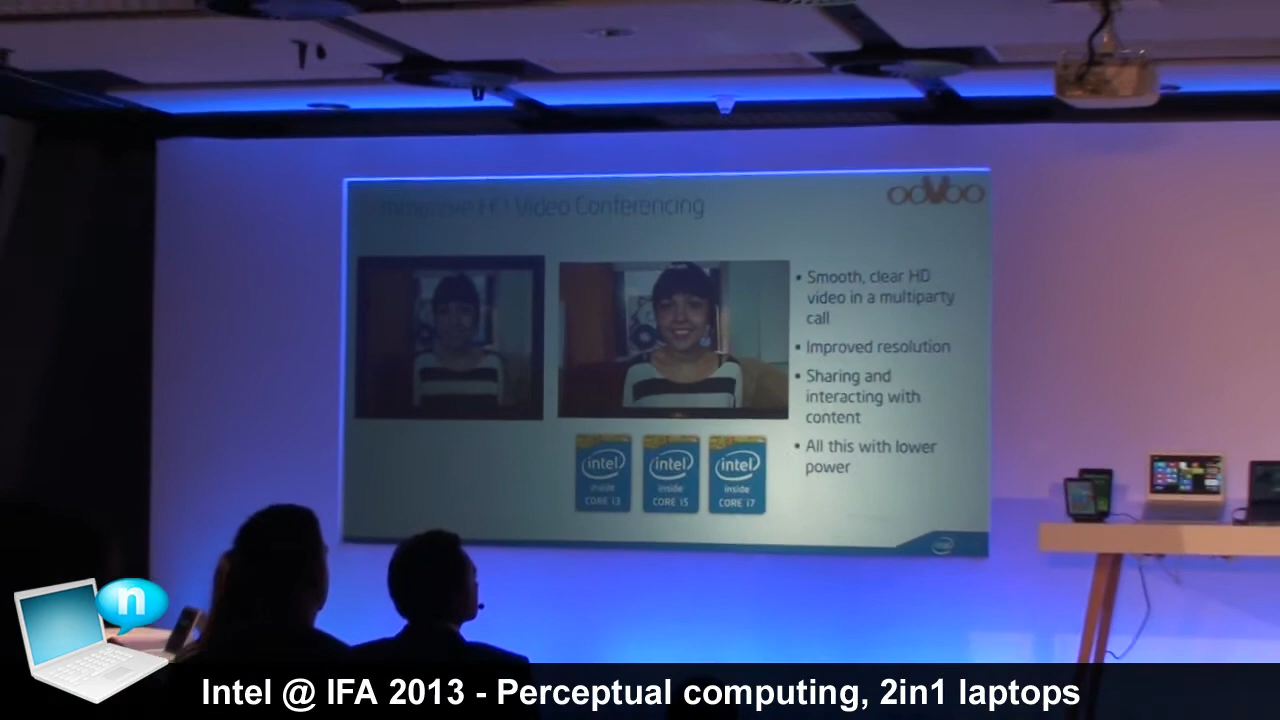 ooVoo
Video Conferencing
• Smooth, clear HD
video in a multiparty
call
• Improved resolution
• Sharing and
interacting with
content
• All this with lower
power
intel inside CORE i3
intel inside CORE i5
intel inside CORE i7
intel
n
Intel @ IFA 2013 - Perceptual computing, 2in1 laptops